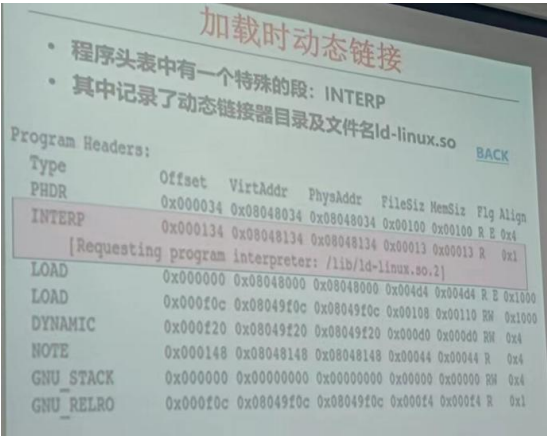 加载时动态链接
• 程序头表中有一个特殊的段：INTERP
• 其中记录了动态链接器目录及文件名ld-linux.so
BACK
Program Headers:
Type Offset VirtAddr PhysAddr FileSiz MemSiz Flg Align
PHDR 0x000034 0x08048034 0x08048034 0x00100 0x00100 R E 0x4
INTERP 0x000134 0x08048134 0x08048134 0x00013 0x00013 R 0x1
[Requesting program interpreter: /lib/ld-linux.so.2]
LOAD 0x000000 0x08048000 0x08048000 0x004d4 0x004d4 R E 0x1000
LOAD 0x000f0c 0x08049f0c 0x08049f0c 0x00108 0x00110 RW 0x1000
DYNAMIC 0x000f20 0x08049f20 0x08049f20 0x000d0 0x000d0 RW 0x4
NOTE 0x000148 0x08048148 0x08048148 0x00044 0x00044 R 0x4
GNU_STACK 0x000000 0x00000000 0x00000000 0x00000 0x00000 RW 0x4
GNU_RELRO 0x000f0c 0x08049f0c 0x08049f0c 0x000f4 0x000f4 R 0x1